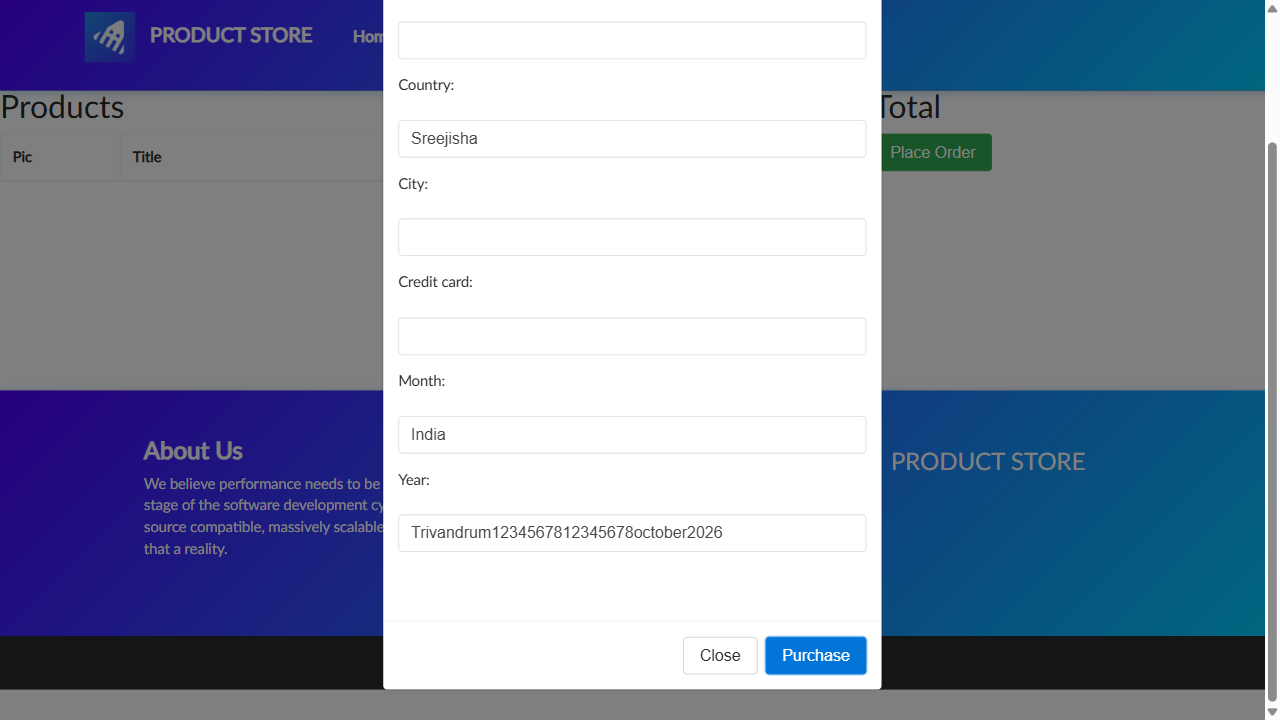 PRODUCT STORE
Hom
Products
Total
Pic
Title
Place Order
Country:
Sreejisha
City:
Credit card:
Month:
India
Year:
Trivandrum1234567812345678october2026
About Us
We believe performance needs to be
stage of the software development cy
source compatible, massively scalable
that a reality.
PRODUCT STORE
Close
Purchase